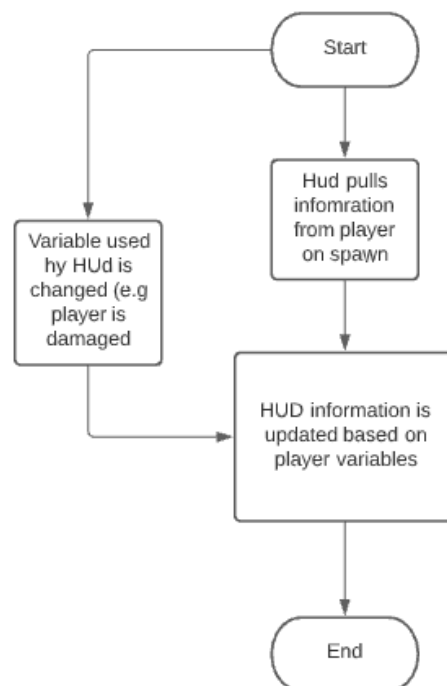 Start
Hud pulls
infomration
from player
on spawn
Variable used
by HUd is
changed (e.g
player is
damaged
HUD information is
updated based on
player variables
End